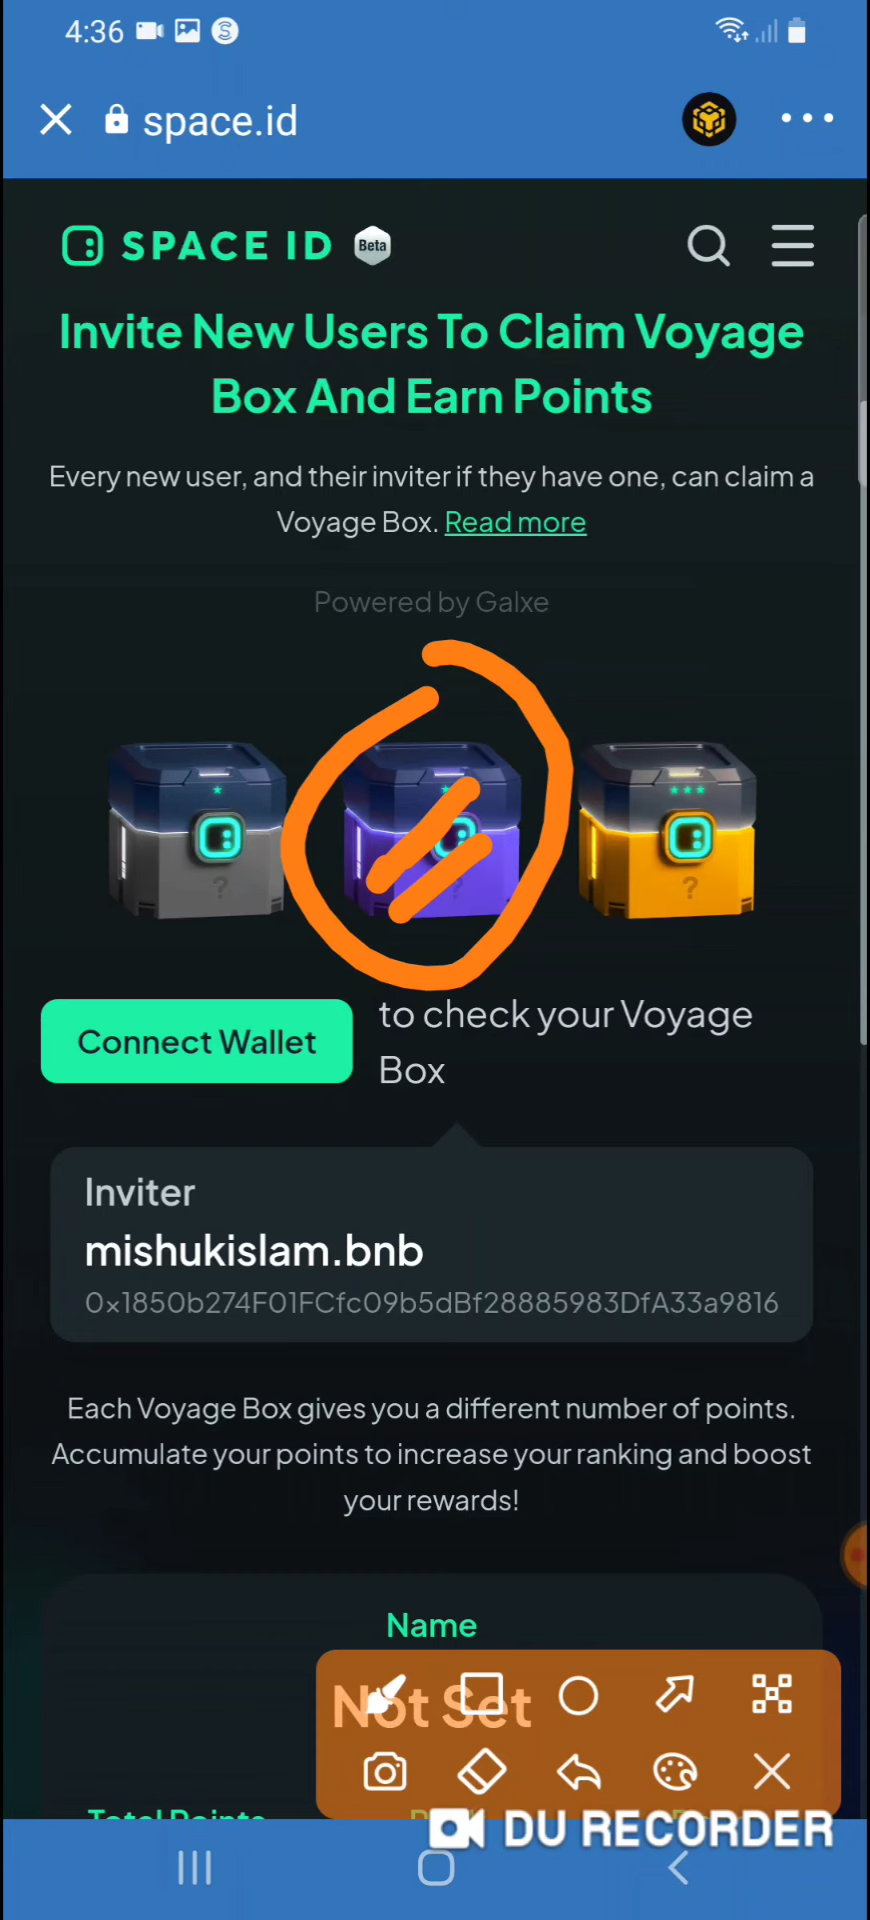 4:36
space.id
SPACE ID Beta
Invite New Users To Claim Voyage
Box And Earn Points
Every new user, and their inviter if they have one, can claim a
Voyage Box. Read more
Powered by Galxe
?
?
?
Connect Wallet
to check your Voyage
Box
Inviter
mishukislam.bnb
0x1850b274F01FCfc09b5dBf28885983DfA33a9816
Each Voyage Box gives you a different number of points.
Accumulate your points to increase your ranking and boost
your rewards!
Name
Not Set
Total Points
DU RECORDER